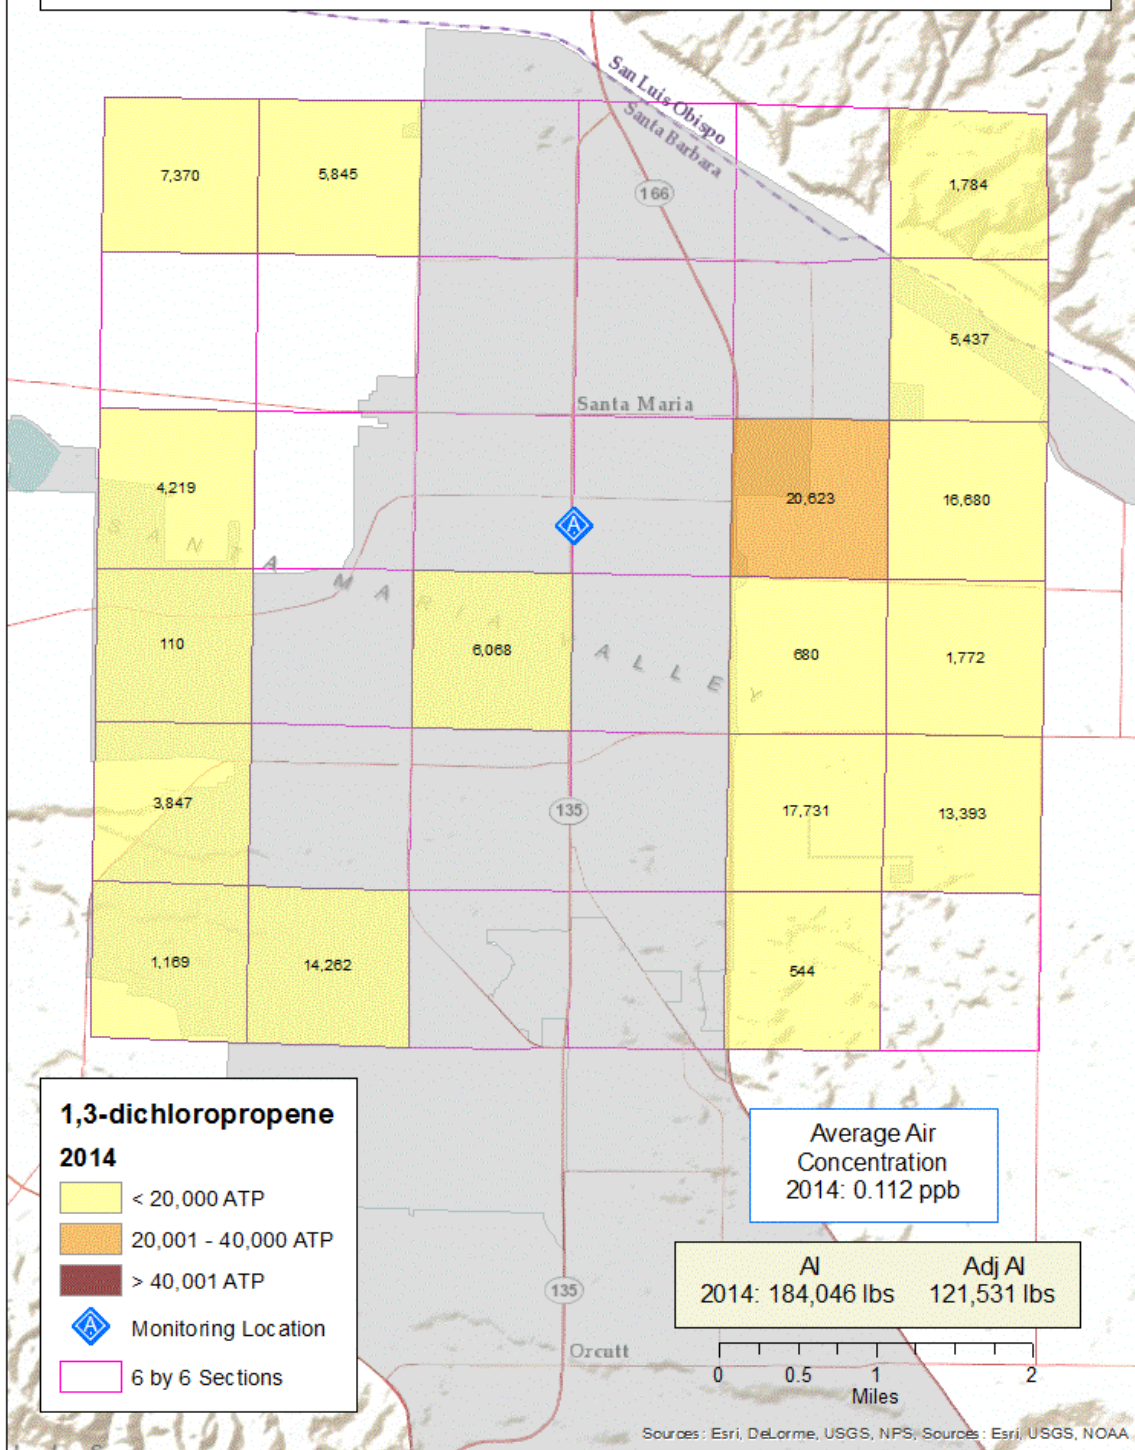 San Luis Obispo
Santa Barbara
7,370
5,845
166
1,784
5,437
Santa Maria
4,219
20,623
16,680
SANTA MARIA VALLEY
110
6,068
680
1,772
3,847
135
17,731
13,393
1,169
14,262
544
1,3-dichloropropene
2014
< 20,000 ATP
20,001 - 40,000 ATP
> 40,001 ATP
A
Monitoring Location
6 by 6 Sections
Average Air
Concentration
2014: 0.112 ppb
AI Adj AI
2014: 184,046 lbs 121,531 lbs
135
Orcutt
0 0.5 1 2
Miles
Sources: Esri, DeLorme, USGS, NPS, Sources: Esri, USGS, NOAA